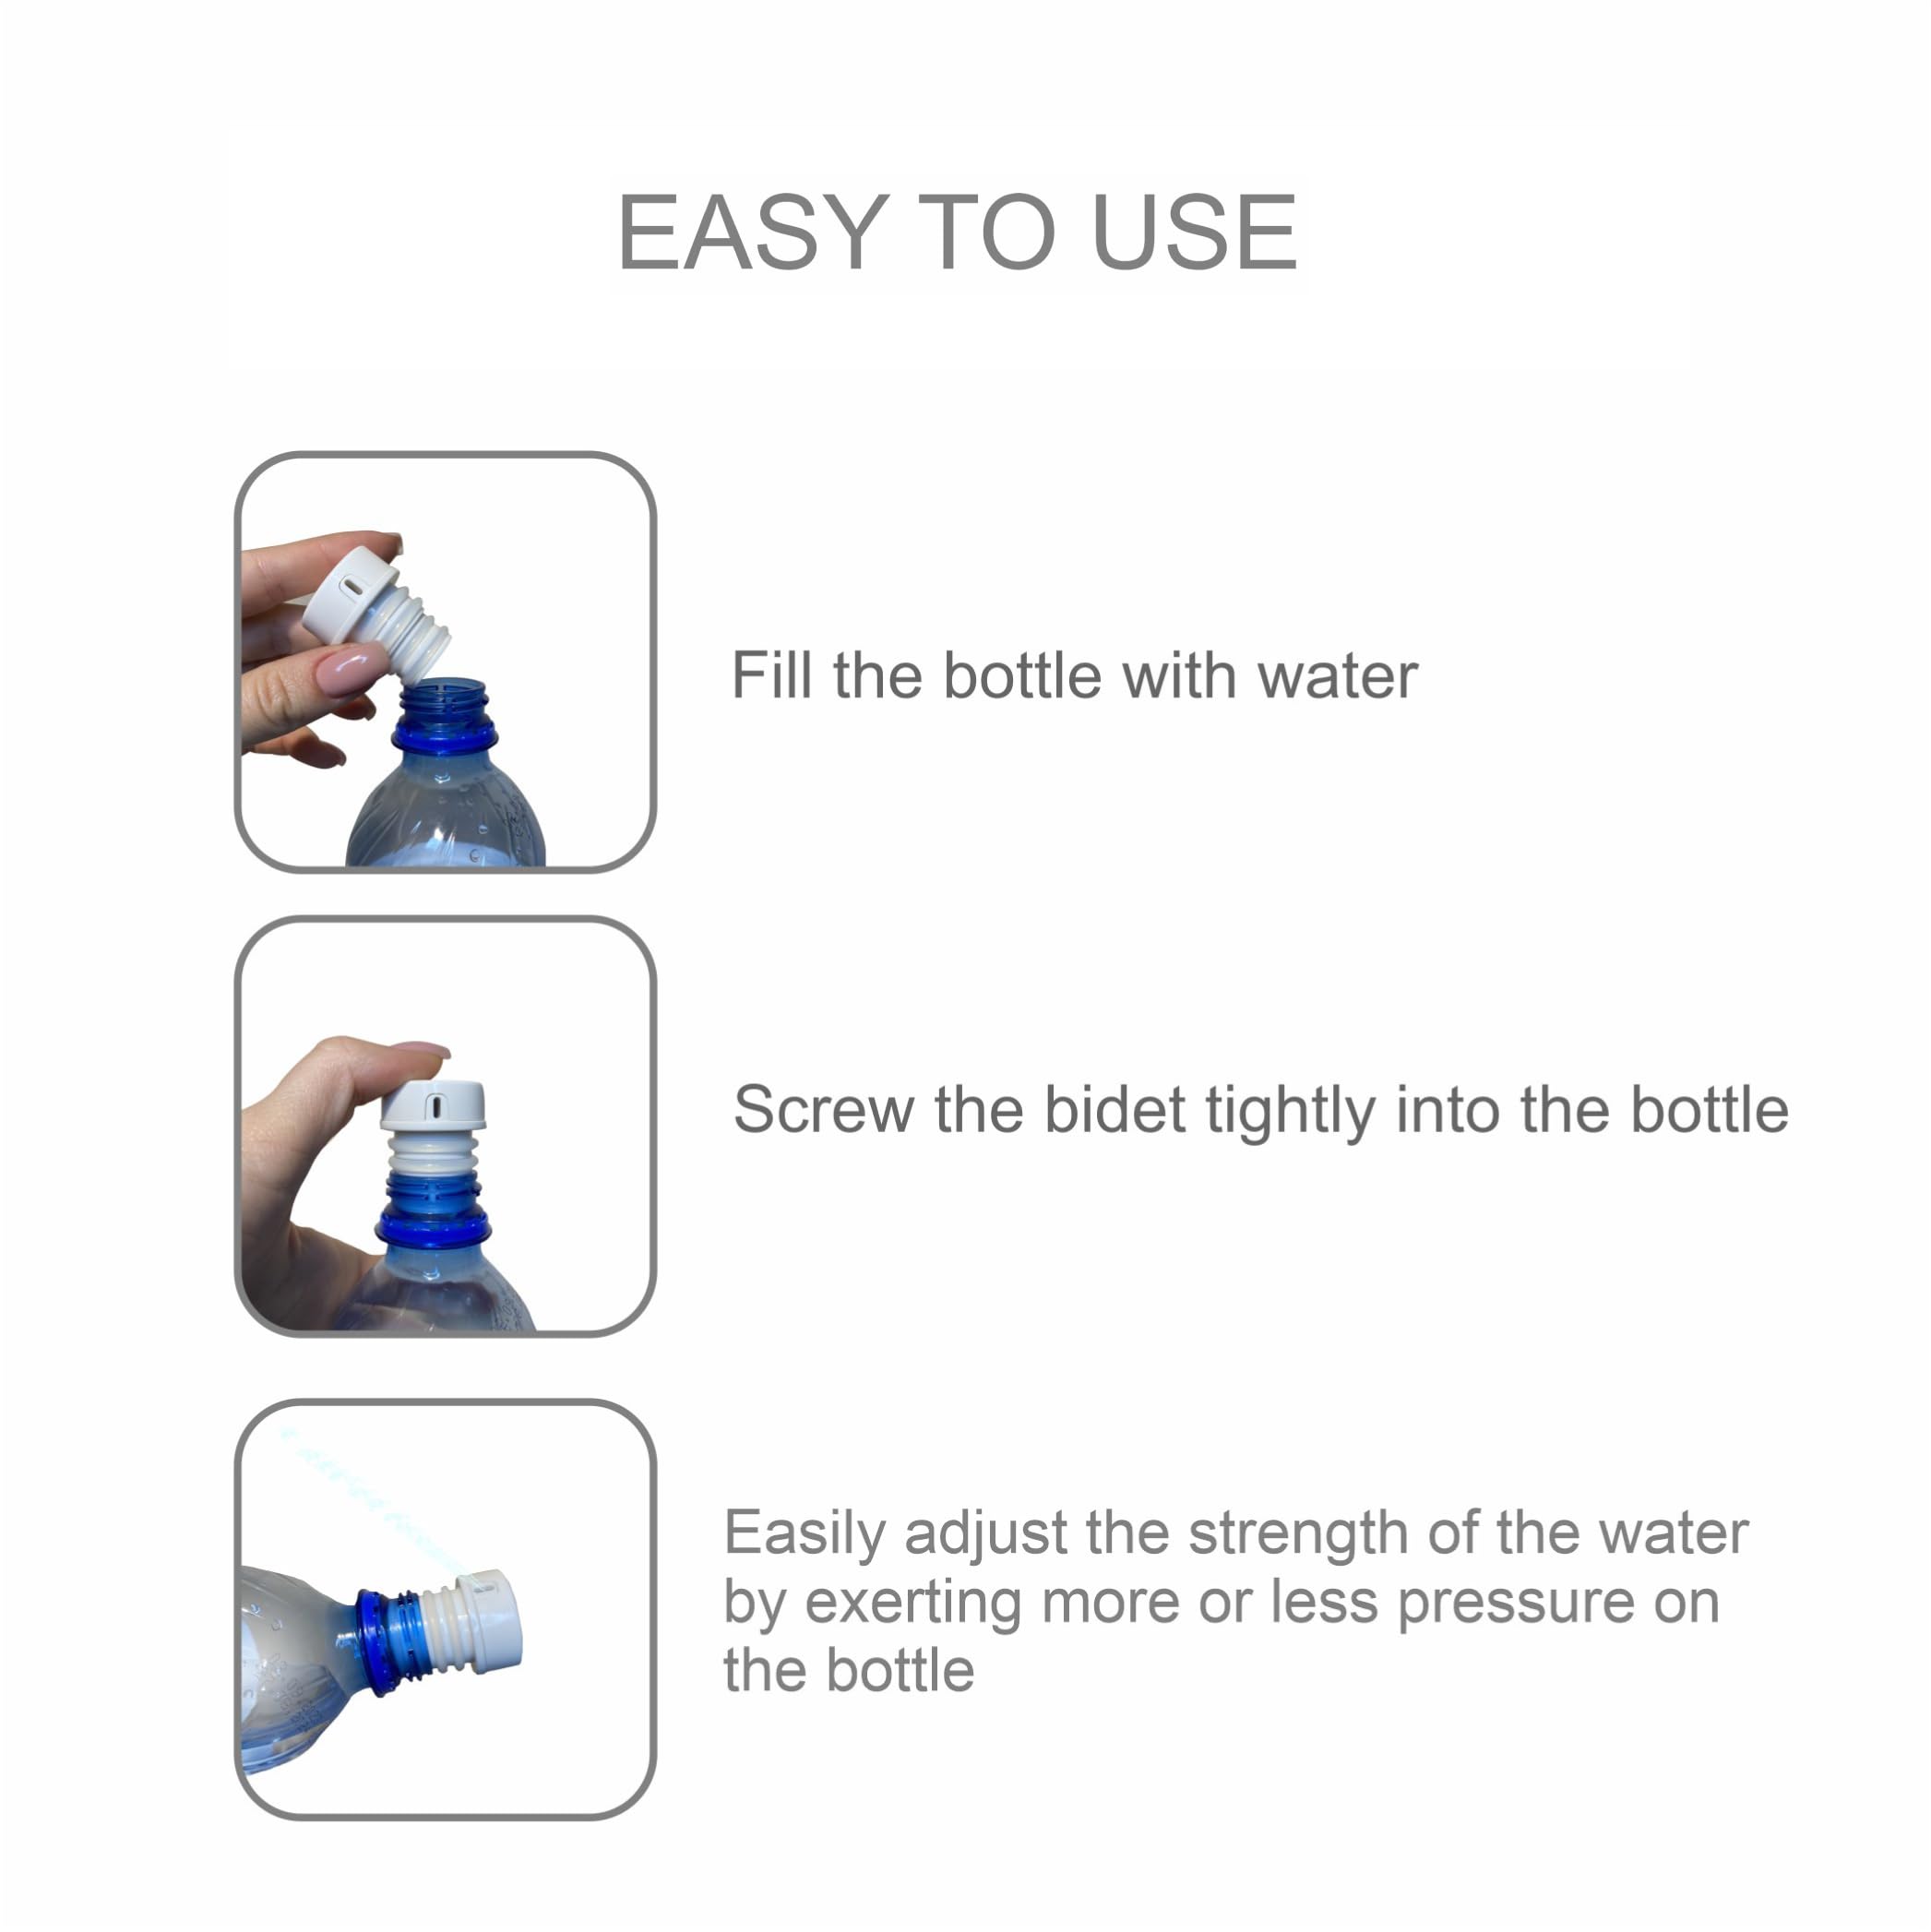 EASY TO USE
Fill the bottle with water
Screw the bidet tightly into the bottle
Easily adjust the strength of the water
by exerting more or less pressure on
the bottle